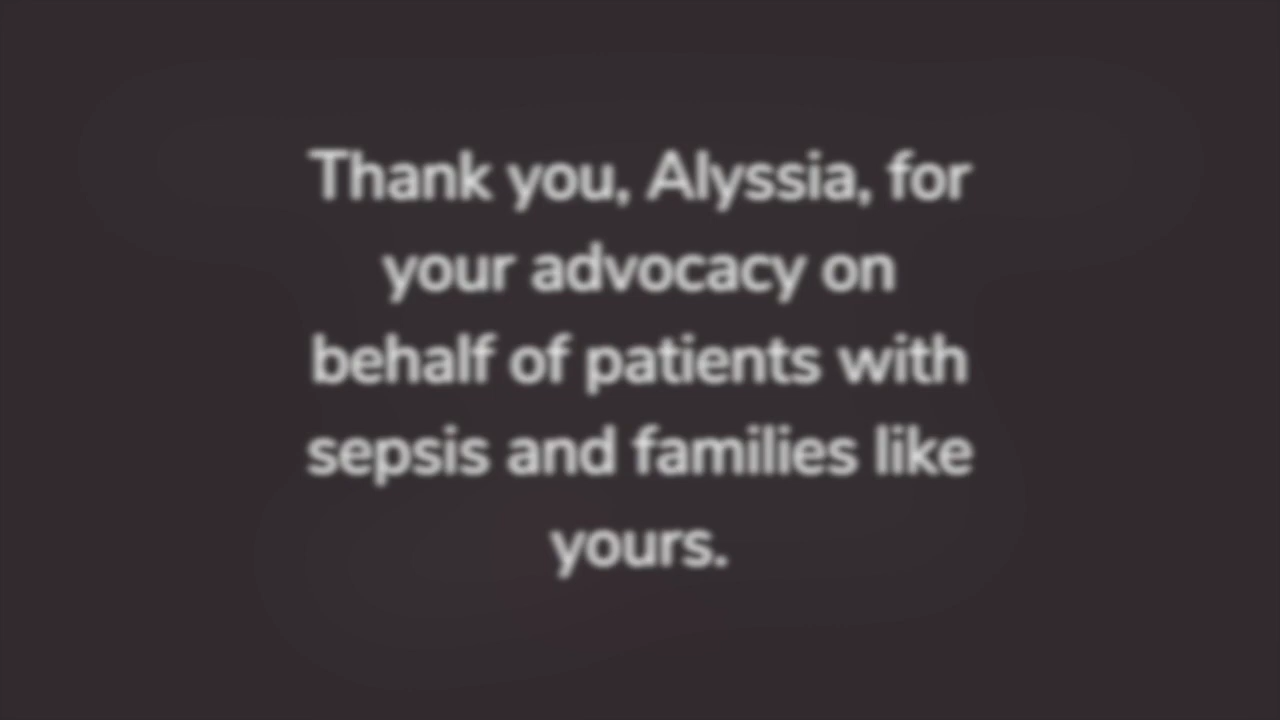 Thank you, Alyssia, for
your advocacy on
behalf of patients with
sepsis and families like
yours.